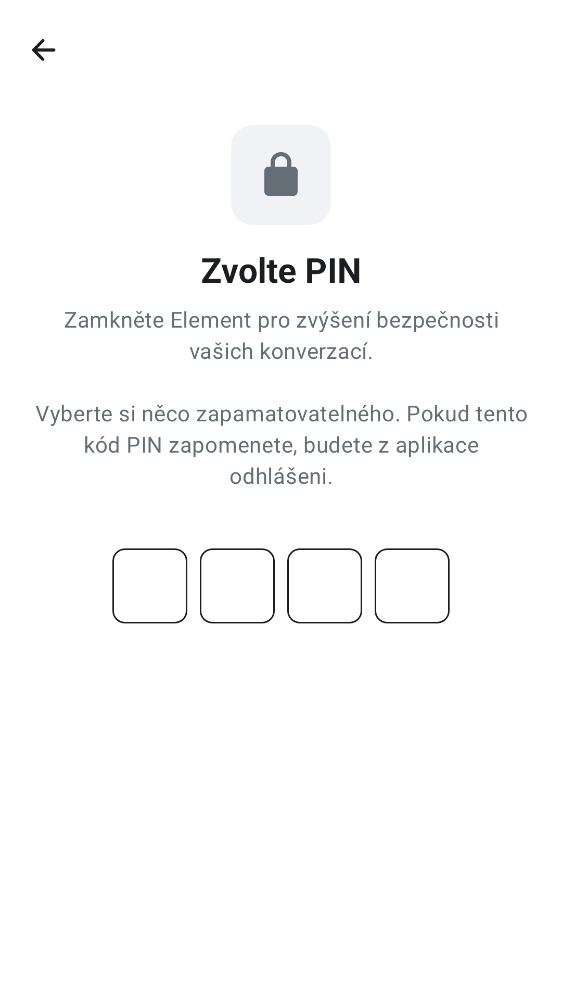 Zvolte PIN
Zamkněte Element pro zvýšení bezpečnosti
vašich konverzací.
Vyberte si něco zapamatovatelného. Pokud tento
kód PIN zapomenete, budete z aplikace
odhlášeni.